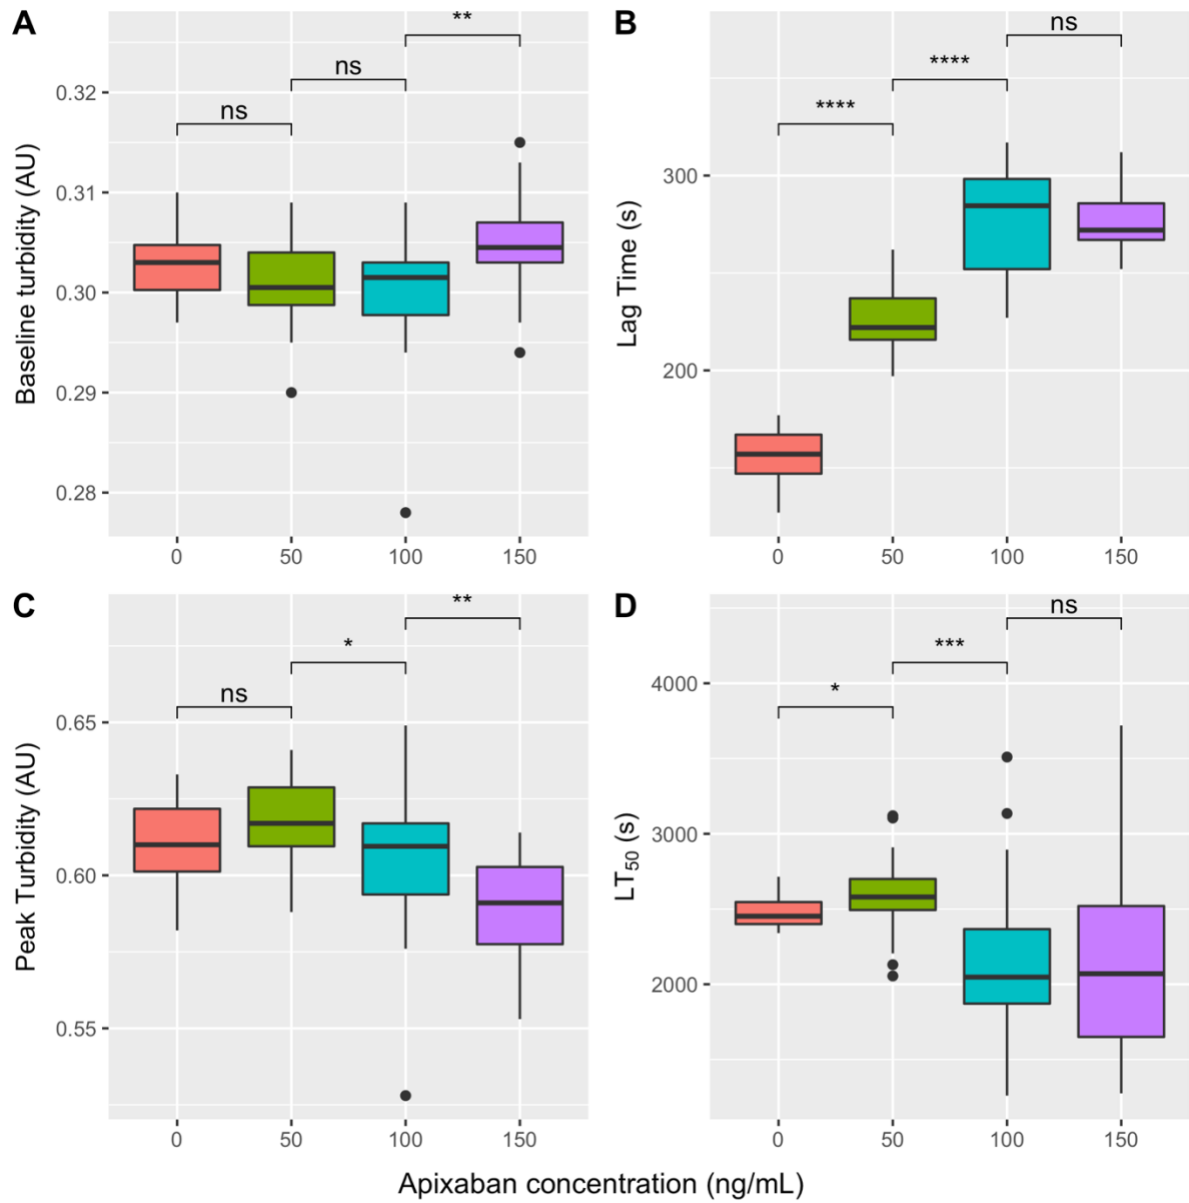 A
**
ns
ns
0.32
0.31
0.30
0.29
0.28
Baseline turbidity (AU)
0 50 100 150
B
ns
****
****
300
200
Lag Time (s)
0 50 100 150
C
**
*
ns
0.65
0.60
0.55
Peak Turbidity (AU)
0 50 100 150
D
ns
***
*
4000
3000
2000
LT50 (s)
0 50 100 150
Apixaban concentration (ng/mL)